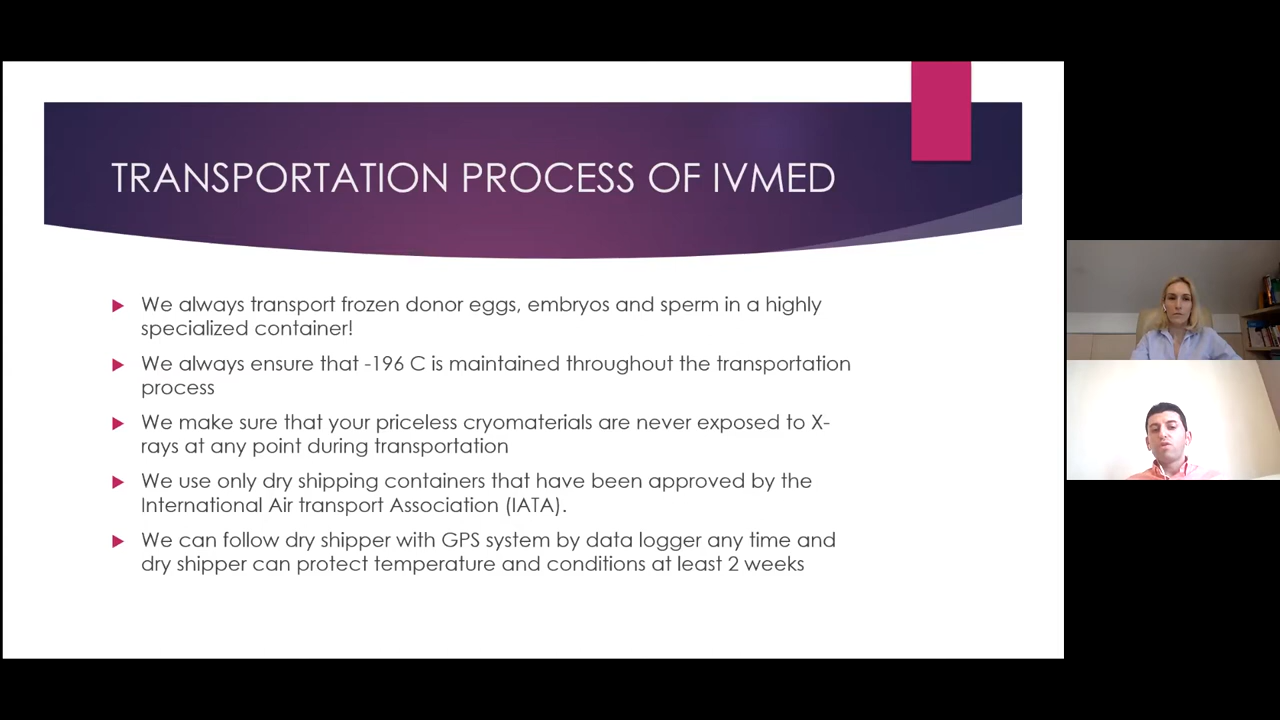 TRANSPORTATION PROCESS OF IVMED
We always transport frozen donor eggs, embryos and sperm in a highly
specialized container!
We always ensure that -196 C is maintained throughout the transportation
process
We make sure that your priceless cryomaterials are never exposed to X-
rays at any point during transportation
We use only dry shipping containers that have been approved by the
International Air transport Association (IATA).
We can follow dry shipper with GPS system by data logger any time and
dry shipper can protect temperature and conditions at least 2 weeks